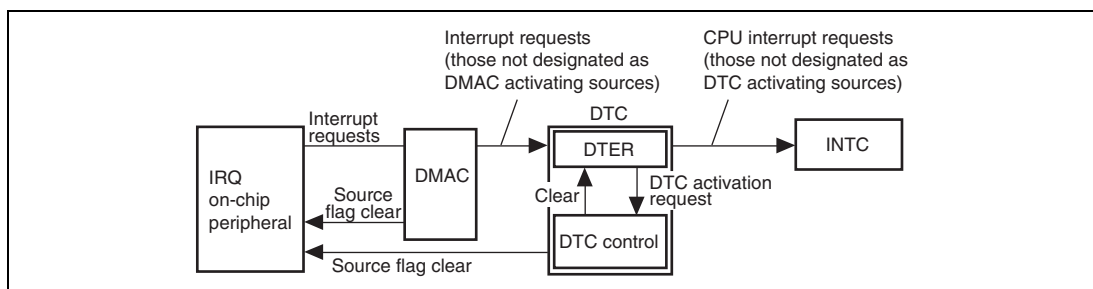 Interrupt requests
(those not designated as
DMAC activating sources)
CPU interrupt requests
(those not designated as
DTC activating sources)
Interrupt
requests
DTC
DTER
INTC
IRQ
on-chip
peripheral
DMAC
Source
flag clear
Clear
DTC activation
request
DTC control
Source flag clear